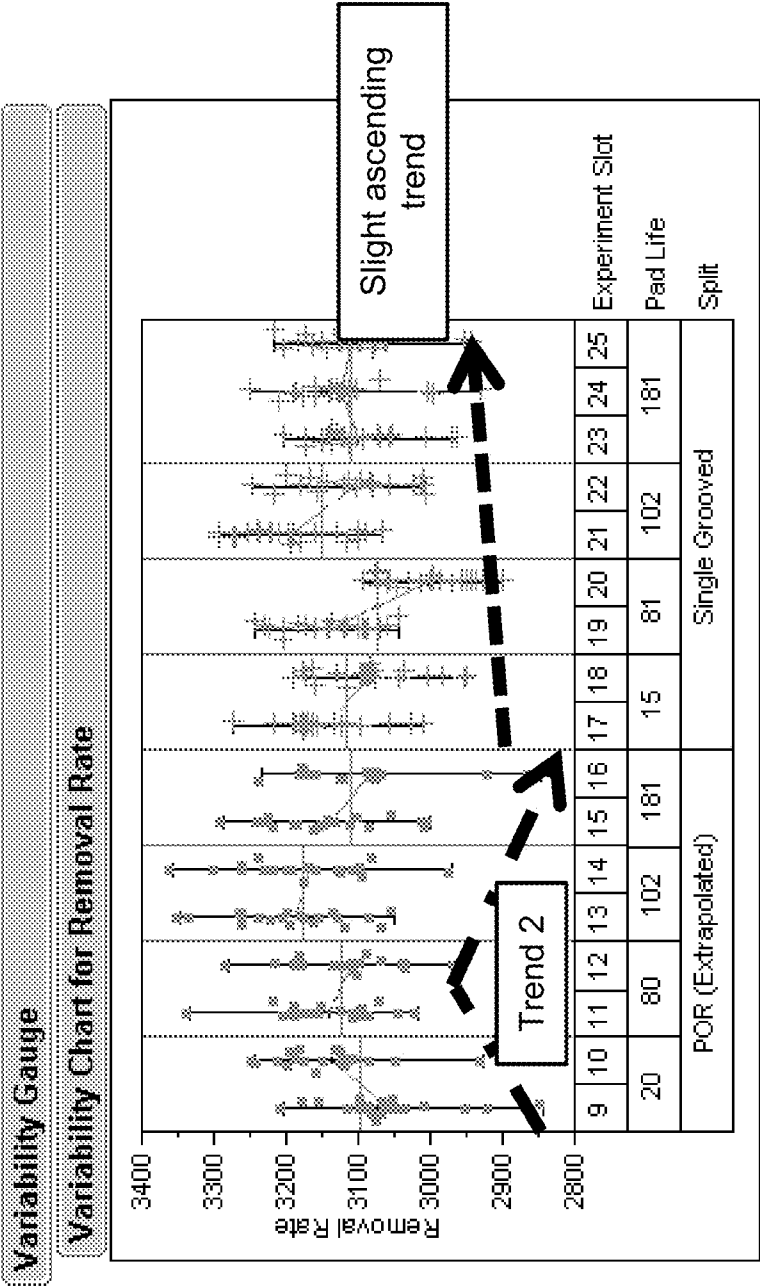 Variability Gauge
Variability Chart for Removal Rate
Removal Rate
3400
3300
3200
3100
3000
2900
2800
Trend 2
Slight ascending
trend
9 10 11 12 13 14 15 16 17 18 19 20 21 22 23 24 25 Experiment Slot
20 80 102 181 15 81 102 181 Pad Life
POR (Extrapolated) Single Grooved Split